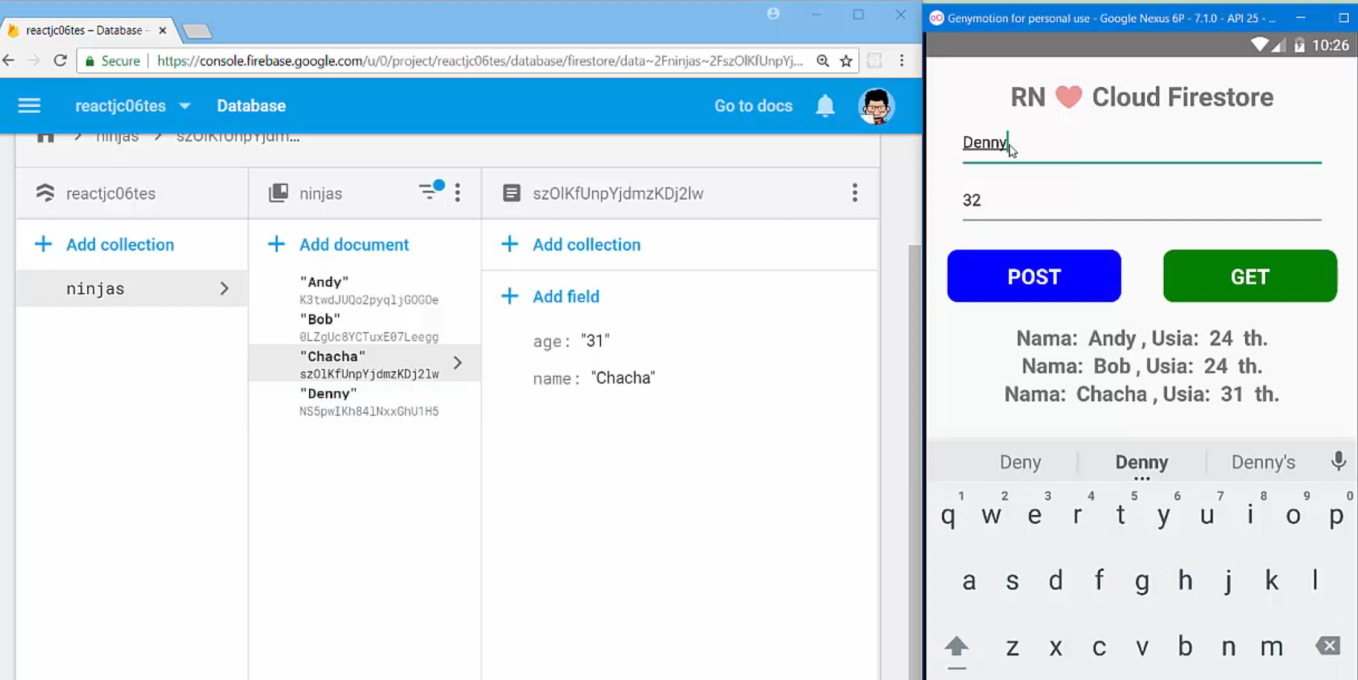 reactjc06tes – Database –
Secure
https://console.firebase.google.com/u/0/project/reactjc06tes/database/firestore/data~2Fninjas~2FszOlKfUnpYj...
reactjc06tes
Database
Go to docs
ninjas
szOlKfUnpYjdm...
reactjc06tes
ninjas
szOlKfUnpYjdmzKDj2lw
Add collection
Add document
Add collection
ninjas
"Andy"
K3twdJUQo2pyqljGOGOe
"Bob"
0LZgUc8YCTuxE07Leegg
"Chacha"
szOlKfUnpYjdmzKDj2lw
"Denny"
NS5pwIKh84lNxxGhU1H5
Add field
age: "31"
name: "Chacha"
Genymotion for personal use - Google Nexus 6P - 7.1.0 - API 25 - ...
10:26
RN ❤ Cloud Firestore
Denny
32
POST
GET
Nama: Andy , Usia: 24 th.
Nama: Bob , Usia: 24 th.
Nama: Chacha , Usia: 31 th.
Deny
Denny
Denny's
1 2 3 4 5 6 7 8 9 0
q w e r t y u i o p
a s d f g h j k l
z x c v b n m